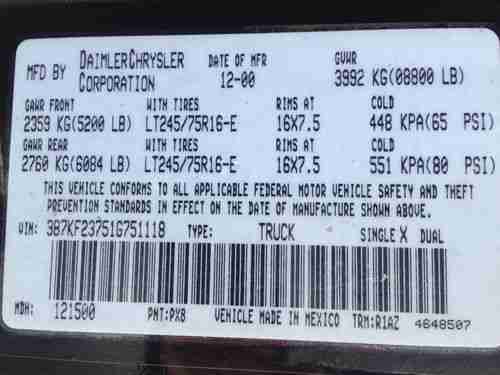 MFD BY DAIMLERCHRYSLER CORPORATION DATE OF MFR 12-00 GVWR 3992 KG(08800 LB)
GAWR FRONT WITH TIRES RIMS AT COLD
2359 KG(5200 LB) LT245/75R16-E 16X7.5 448 KPA(65 PSI)
GAWR REAR WITH TIRES RIMS AT COLD
2760 KG(6084 LB) LT245/75R16-E 16X7.5 551 KPA(80 PSI)
THIS VEHICLE CONFORMS TO ALL APPLICABLE FEDERAL MOTOR VEHICLE SAFETY AND THEFT
PREVENTION STANDARDS IN EFFECT ON THE DATE OF MANUFACTURE SHOWN ABOVE.
VIN: 3B7KF23751G751118 TYPE: TRUCK SINGLE X DUAL
MDH: 121500 PNT:PX8 VEHICLE MADE IN MEXICO TRM:R1AZ 4648507